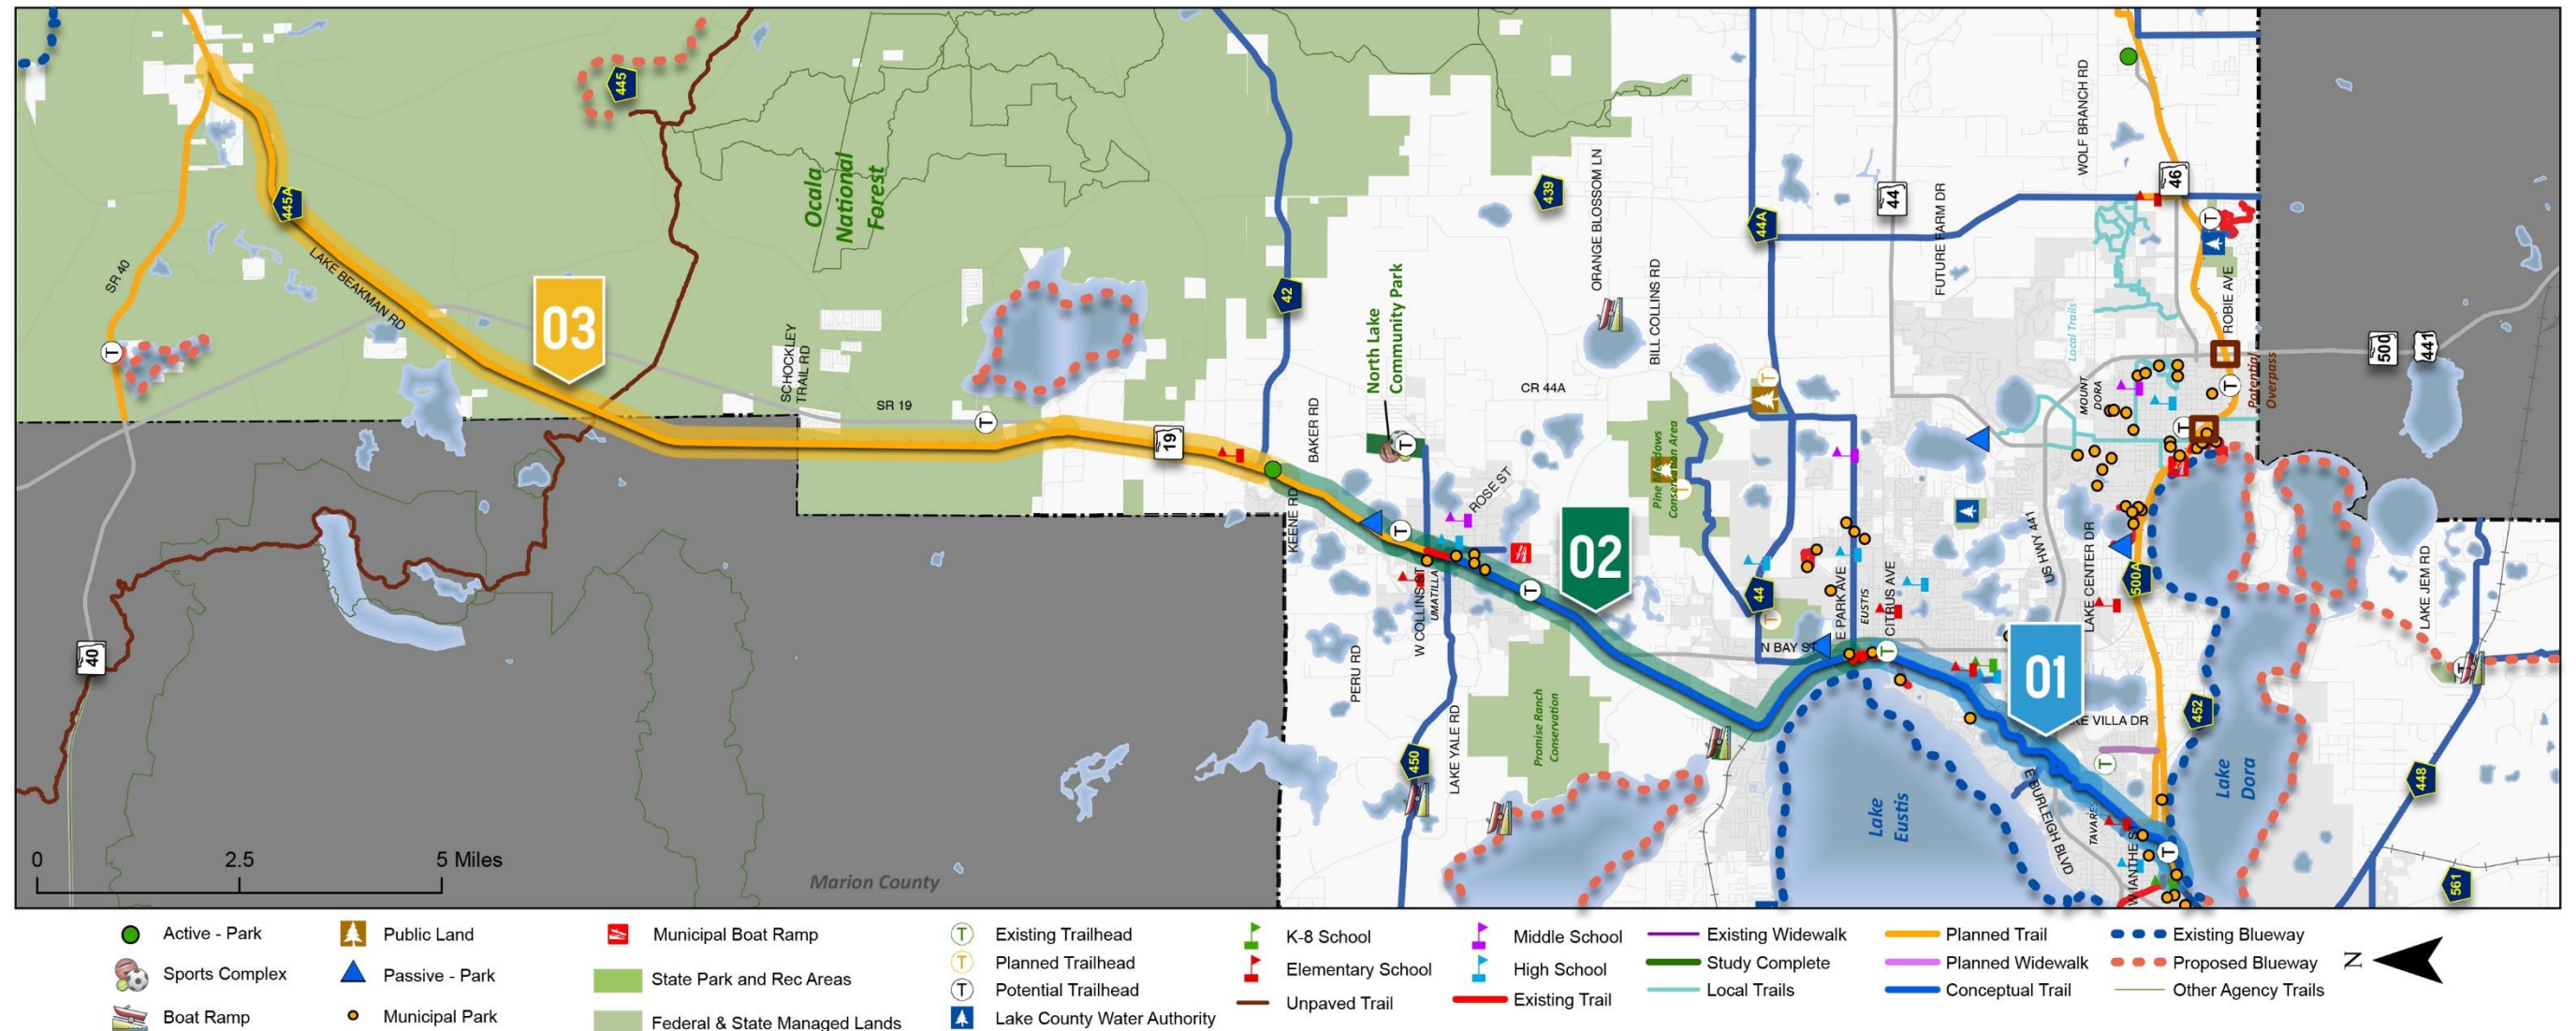 445
SR 40
445A
LAKE BEAKMAN RD
03
Ocala
National
Forest
SCHOCKLEY
TRAIL RD
SR 19
19
40
42
BAKER RD
KEENE RD
North Lake
Community Park
ROSE ST
W COLLINS ST
UMATILLA
PERU RD
LAKE YALE RD
450
439
CR 44A
ORANGE BLOSSOM LN
BILL COLLINS RD
Pine Meadows
Conservation Area
02
Promise Ranch
Conservation
44A
44
44
N BAY ST
E PARK AVE
EUSTIS
CITRUS AVE
FUTURE FARM DR
WOLF BRANCH RD
46
Local Trails
ROBIE AVE
MOUNT
DORA
Potential
Overpass
500
441
US HWY 441
LAKE CENTER DR
500A
01
452
LAKE JEM RD
448
561
Lake
Eustis
Lake
Dora
E BURLEIGH BLVD
TAVARES
Marion County
0
2.5
5 Miles
Active - Park
Public Land
Municipal Boat Ramp
Existing Trailhead
K-8 School
Middle School
Existing Widewalk
Planned Trail
Existing Blueway
Sports Complex
Passive - Park
State Park and Rec Areas
Planned Trailhead
Elementary School
High School
Study Complete
Planned Widewalk
Proposed Blueway
N
Boat Ramp
Municipal Park
Federal & State Managed Lands
Potential Trailhead
Lake County Water Authority
Unpaved Trail
Existing Trail
Local Trails
Conceptual Trail
Other Agency Trails